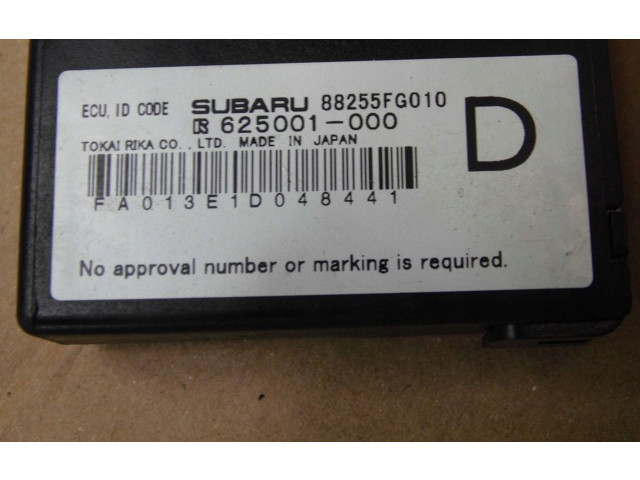 ECU, ID CODE SUBARU 88255FG010
R 625001-000
TOKAI RIKA CO., LTD. MADE IN JAPAN
FA013E1D048441
No approval number or marking is required.
D